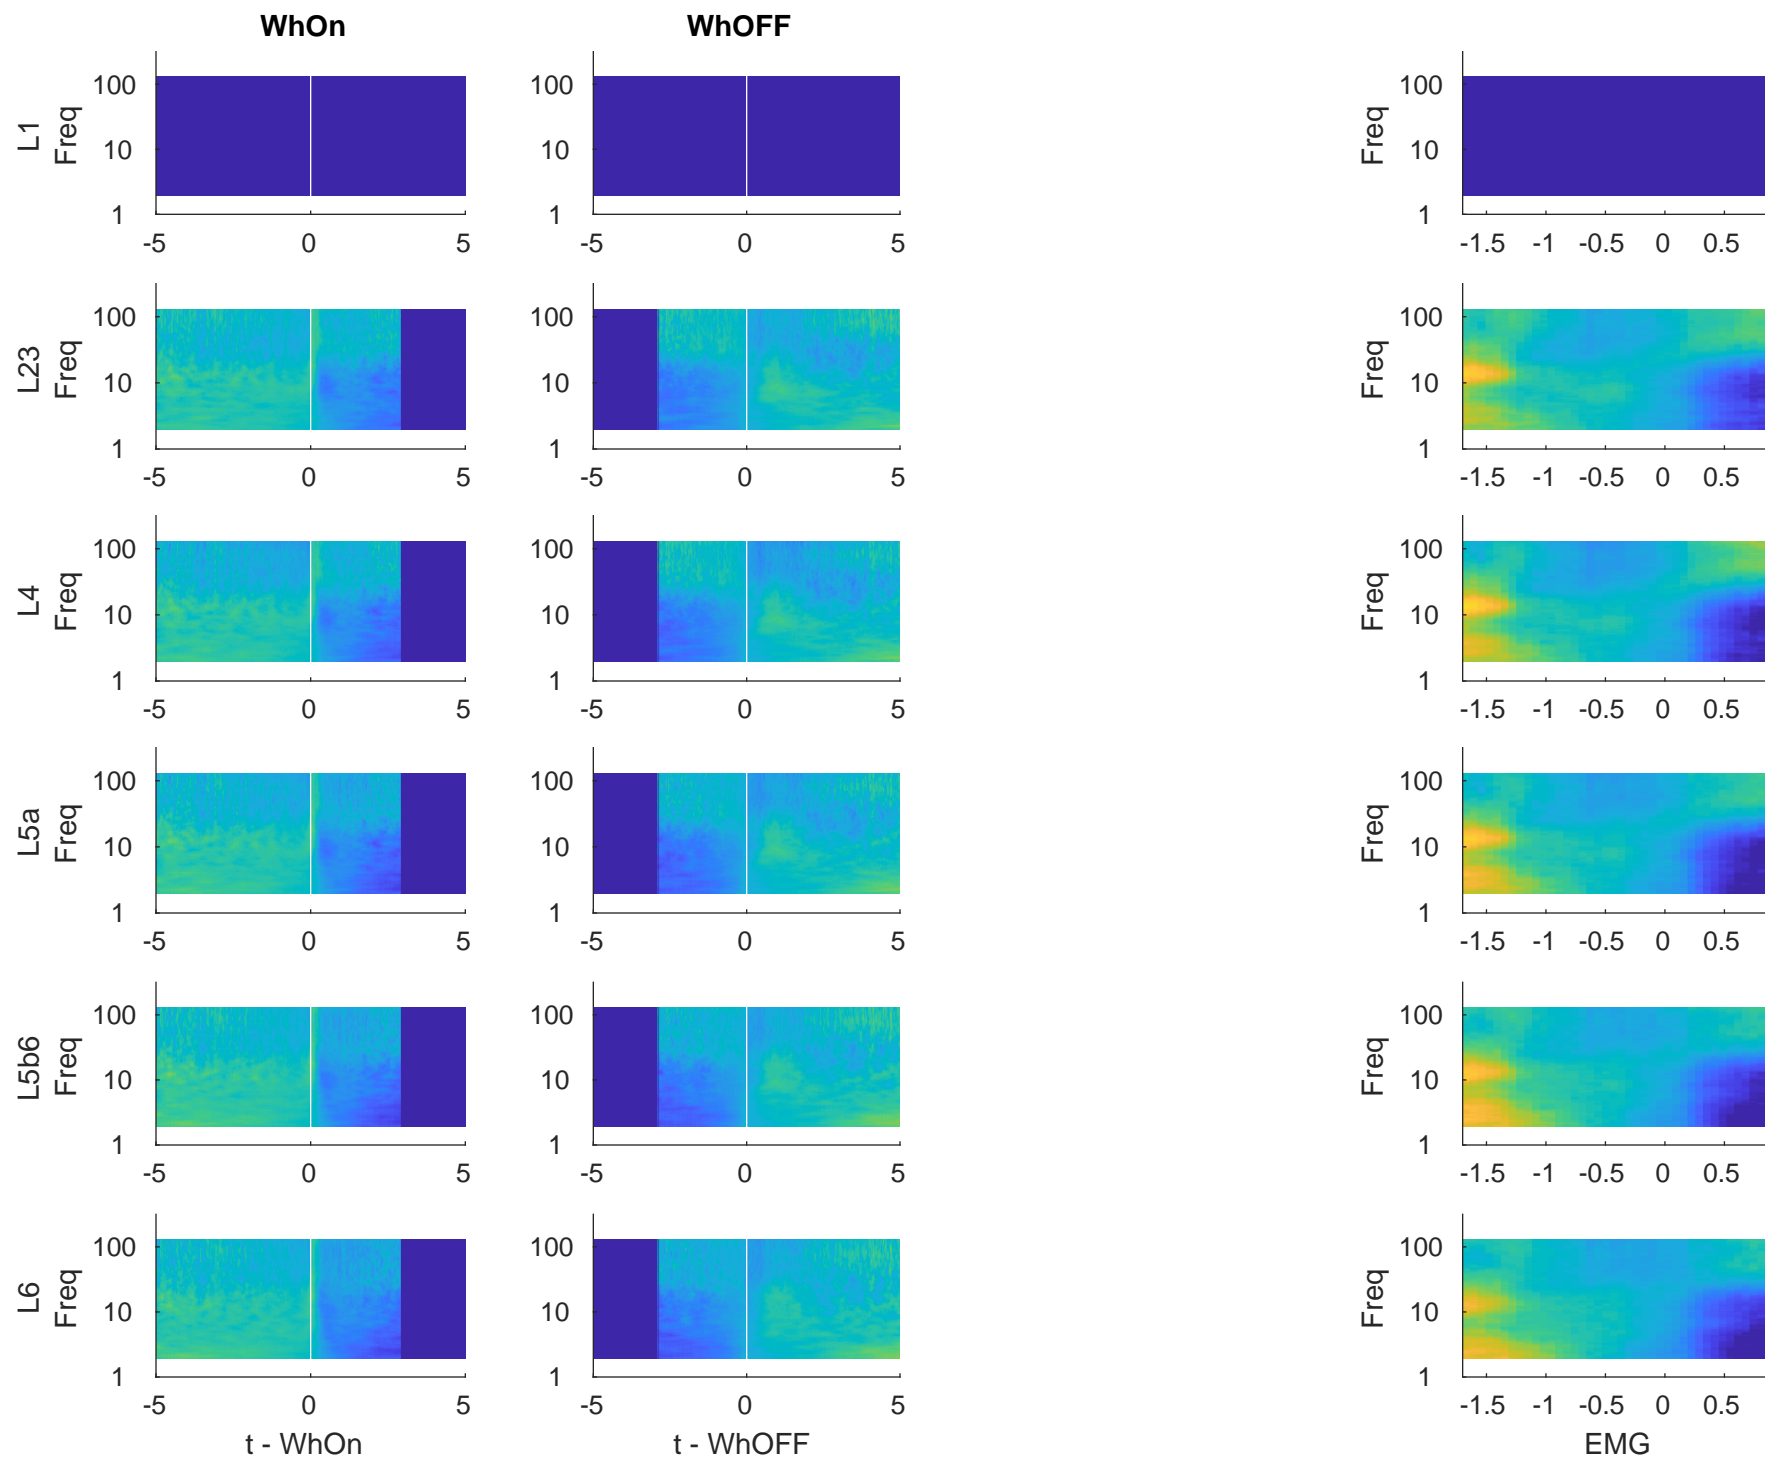 WhOn WhOFF
L1 Freq 100 10 1 100 10 1 Freq 100 10 1
-5 0 5 -5 0 5 -1.5 -1 -0.5 0 0.5
L23 Freq 100 10 1 100 10 1 Freq 100 10 1
-5 0 5 -5 0 5 -1.5 -1 -0.5 0 0.5
L4 Freq 100 10 1 100 10 1 Freq 100 10 1
-5 0 5 -5 0 5 -1.5 -1 -0.5 0 0.5
L5a Freq 100 10 1 100 10 1 Freq 100 10 1
-5 0 5 -5 0 5 -1.5 -1 -0.5 0 0.5
L5b6 Freq 100 10 1 100 10 1 Freq 100 10 1
-5 0 5 -5 0 5 -1.5 -1 -0.5 0 0.5
L6 Freq 100 10 1 100 10 1 Freq 100 10 1
-5 0 5 -5 0 5 -1.5 -1 -0.5 0 0.5
t - WhOn t - WhOFF EMG